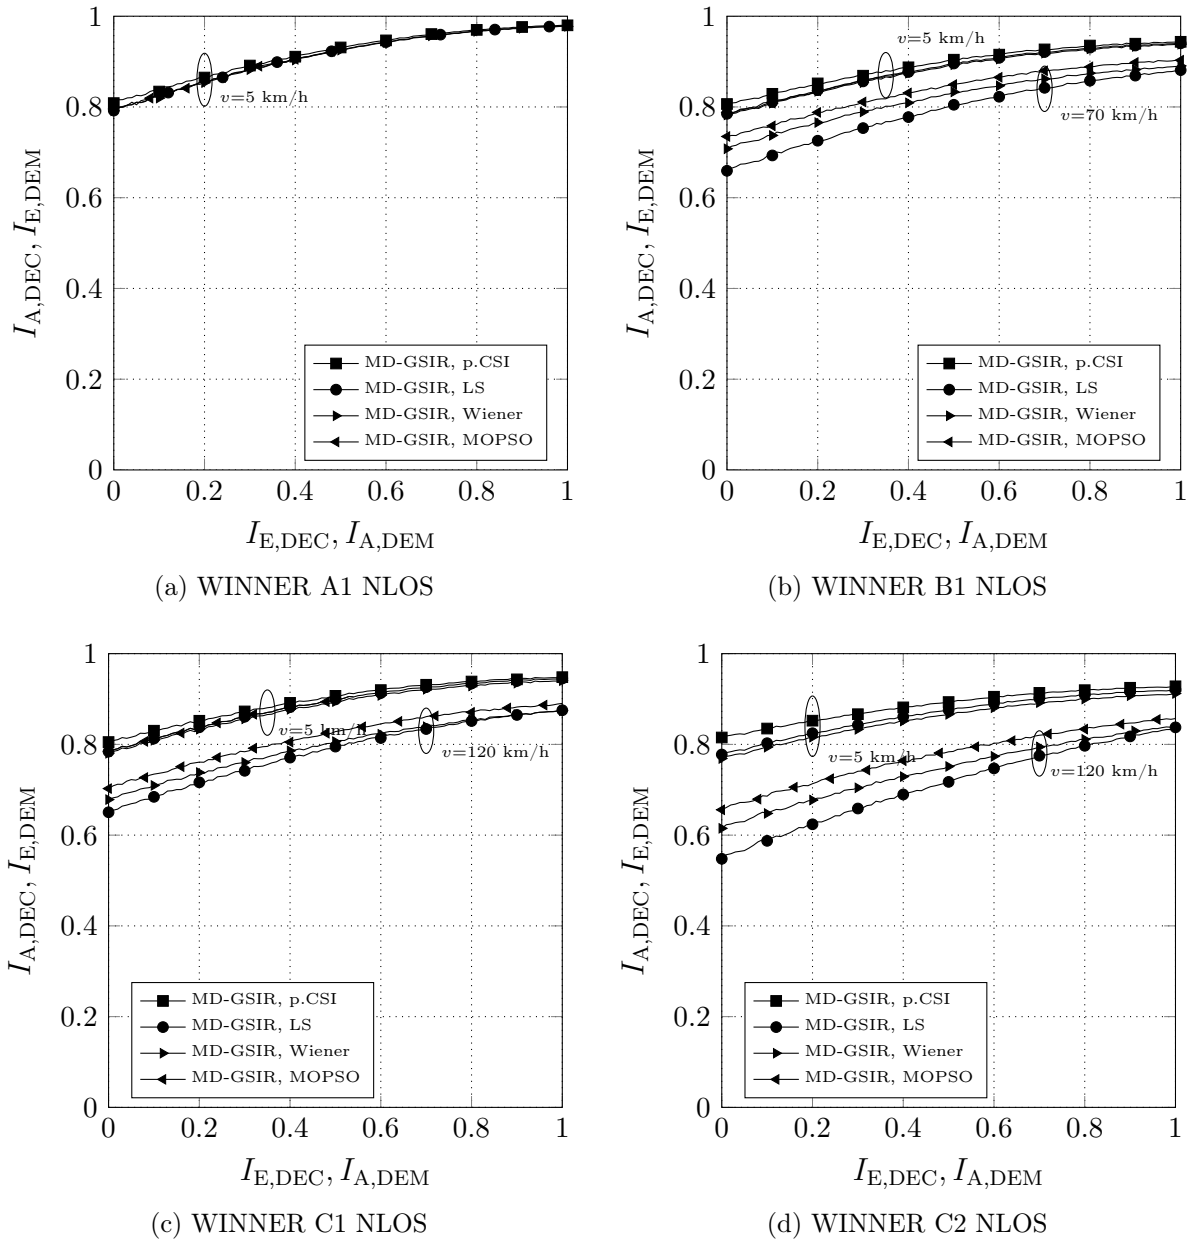 1
0.8
0.6
0.4
0.2
0
I_A,DEC, I_E,DEM
v=5 km/h
MD-GSIR, p.CSI
MD-GSIR, LS
MD-GSIR, Wiener
MD-GSIR, MOPSO
0 0.2 0.4 0.6 0.8 1
I_E,DEC, I_A,DEM
(a) WINNER A1 NLOS
1
0.8
0.6
0.4
0.2
0
I_A,DEC, I_E,DEM
v=5 km/h
v=70 km/h
MD-GSIR, p.CSI
MD-GSIR, LS
MD-GSIR, Wiener
MD-GSIR, MOPSO
0 0.2 0.4 0.6 0.8 1
I_E,DEC, I_A,DEM
(b) WINNER B1 NLOS
1
0.8
0.6
0.4
0.2
0
I_A,DEC, I_E,DEM
v=5 km/h
v=120 km/h
MD-GSIR, p.CSI
MD-GSIR, LS
MD-GSIR, Wiener
MD-GSIR, MOPSO
0 0.2 0.4 0.6 0.8 1
I_E,DEC, I_A,DEM
(c) WINNER C1 NLOS
1
0.8
0.6
0.4
0.2
0
I_A,DEC, I_E,DEM
v=5 km/h
v=120 km/h
MD-GSIR, p.CSI
MD-GSIR, LS
MD-GSIR, Wiener
MD-GSIR, MOPSO
0 0.2 0.4 0.6 0.8 1
I_E,DEC, I_A,DEM
(d) WINNER C2 NLOS